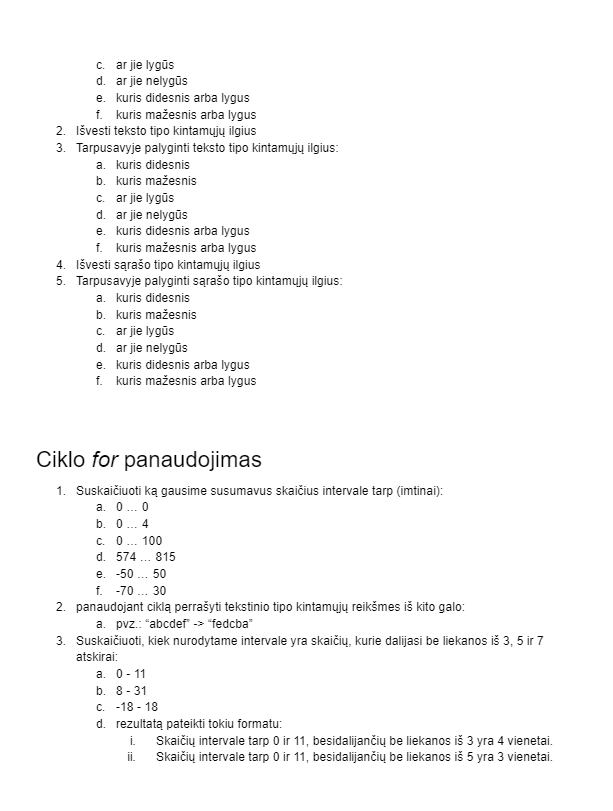 c. ar jie lygūs
d. ar jie nelygūs
e. kuris didesnis arba lygus
f. kuris mažesnis arba lygus
2. Išvesti teksto tipo kintamųjų ilgius
3. Tarpusavyje palyginti teksto tipo kintamųjų ilgius:
a. kuris didesnis
b. kuris mažesnis
c. ar jie lygūs
d. ar jie nelygūs
e. kuris didesnis arba lygus
f. kuris mažesnis arba lygus
4. Išvesti sąrašo tipo kintamųjų ilgius
5. Tarpusavyje palyginti sąrašo tipo kintamųjų ilgius:
a. kuris didesnis
b. kuris mažesnis
c. ar jie lygūs
d. ar jie nelygūs
e. kuris didesnis arba lygus
f. kuris mažesnis arba lygus
Ciklo for panaudojimas
1. Suskaičiuoti ką gausime susumavus skaičius intervale tarp (imtinai):
a. 0 … 0
b. 0 … 4
c. 0 … 100
d. 574 … 815
e. -50 … 50
f. -70 … 30
2. panaudojant ciklą perrašyti tekstinio tipo kintamųjų reikšmes iš kito galo:
a. pvz.: “abcdef” -> “fedcba”
3. Suskaičiuoti, kiek nurodytame intervale yra skaičių, kurie dalijasi be liekanos iš 3, 5 ir 7
atskirai:
a. 0 - 11
b. 8 - 31
c. -18 - 18
d. rezultatą pateikti tokiu formatu:
i. Skaičių intervale tarp 0 ir 11, besidalijančių be liekanos iš 3 yra 4 vienetai.
ii. Skaičių intervale tarp 0 ir 11, besidalijančių be liekanos iš 5 yra 3 vienetai.